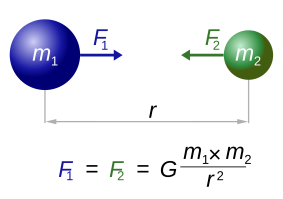 F₁ F₂
m₁ m₂
r
F₁ = F₂ = G (m₁ × m₂) / r²